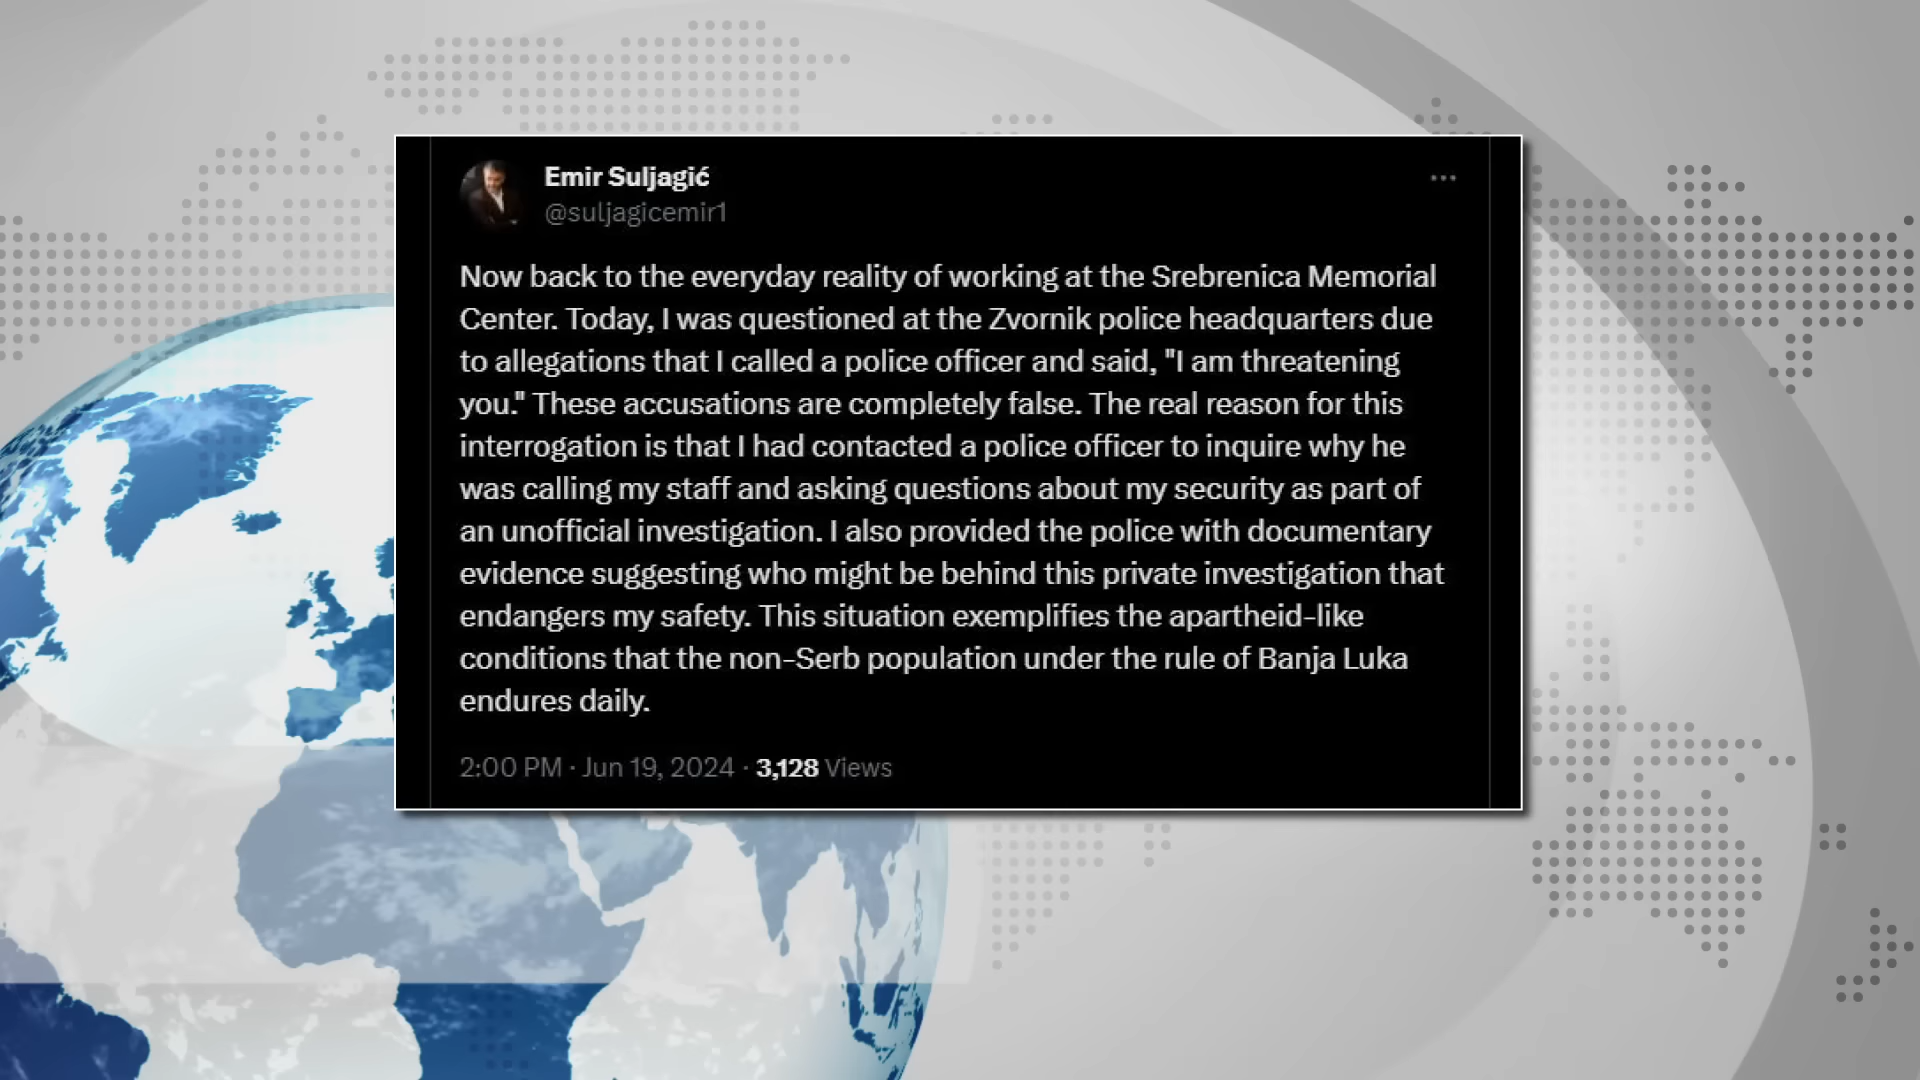 Emir Suljagić
@suljagicemir1
Now back to the everyday reality of working at the Srebrenica Memorial
Center. Today, I was questioned at the Zvornik police headquarters due
to allegations that I called a police officer and said, "I am threatening
you." These accusations are completely false. The real reason for this
interrogation is that I had contacted a police officer to inquire why he
was calling my staff and asking questions about my security as part of
an unofficial investigation. I also provided the police with documentary
evidence suggesting who might be behind this private investigation that
endangers my safety. This situation exemplifies the apartheid-like
conditions that the non-Serb population under the rule of Banja Luka
endures daily.
2:00 PM · Jun 19, 2024 · 3,128 Views